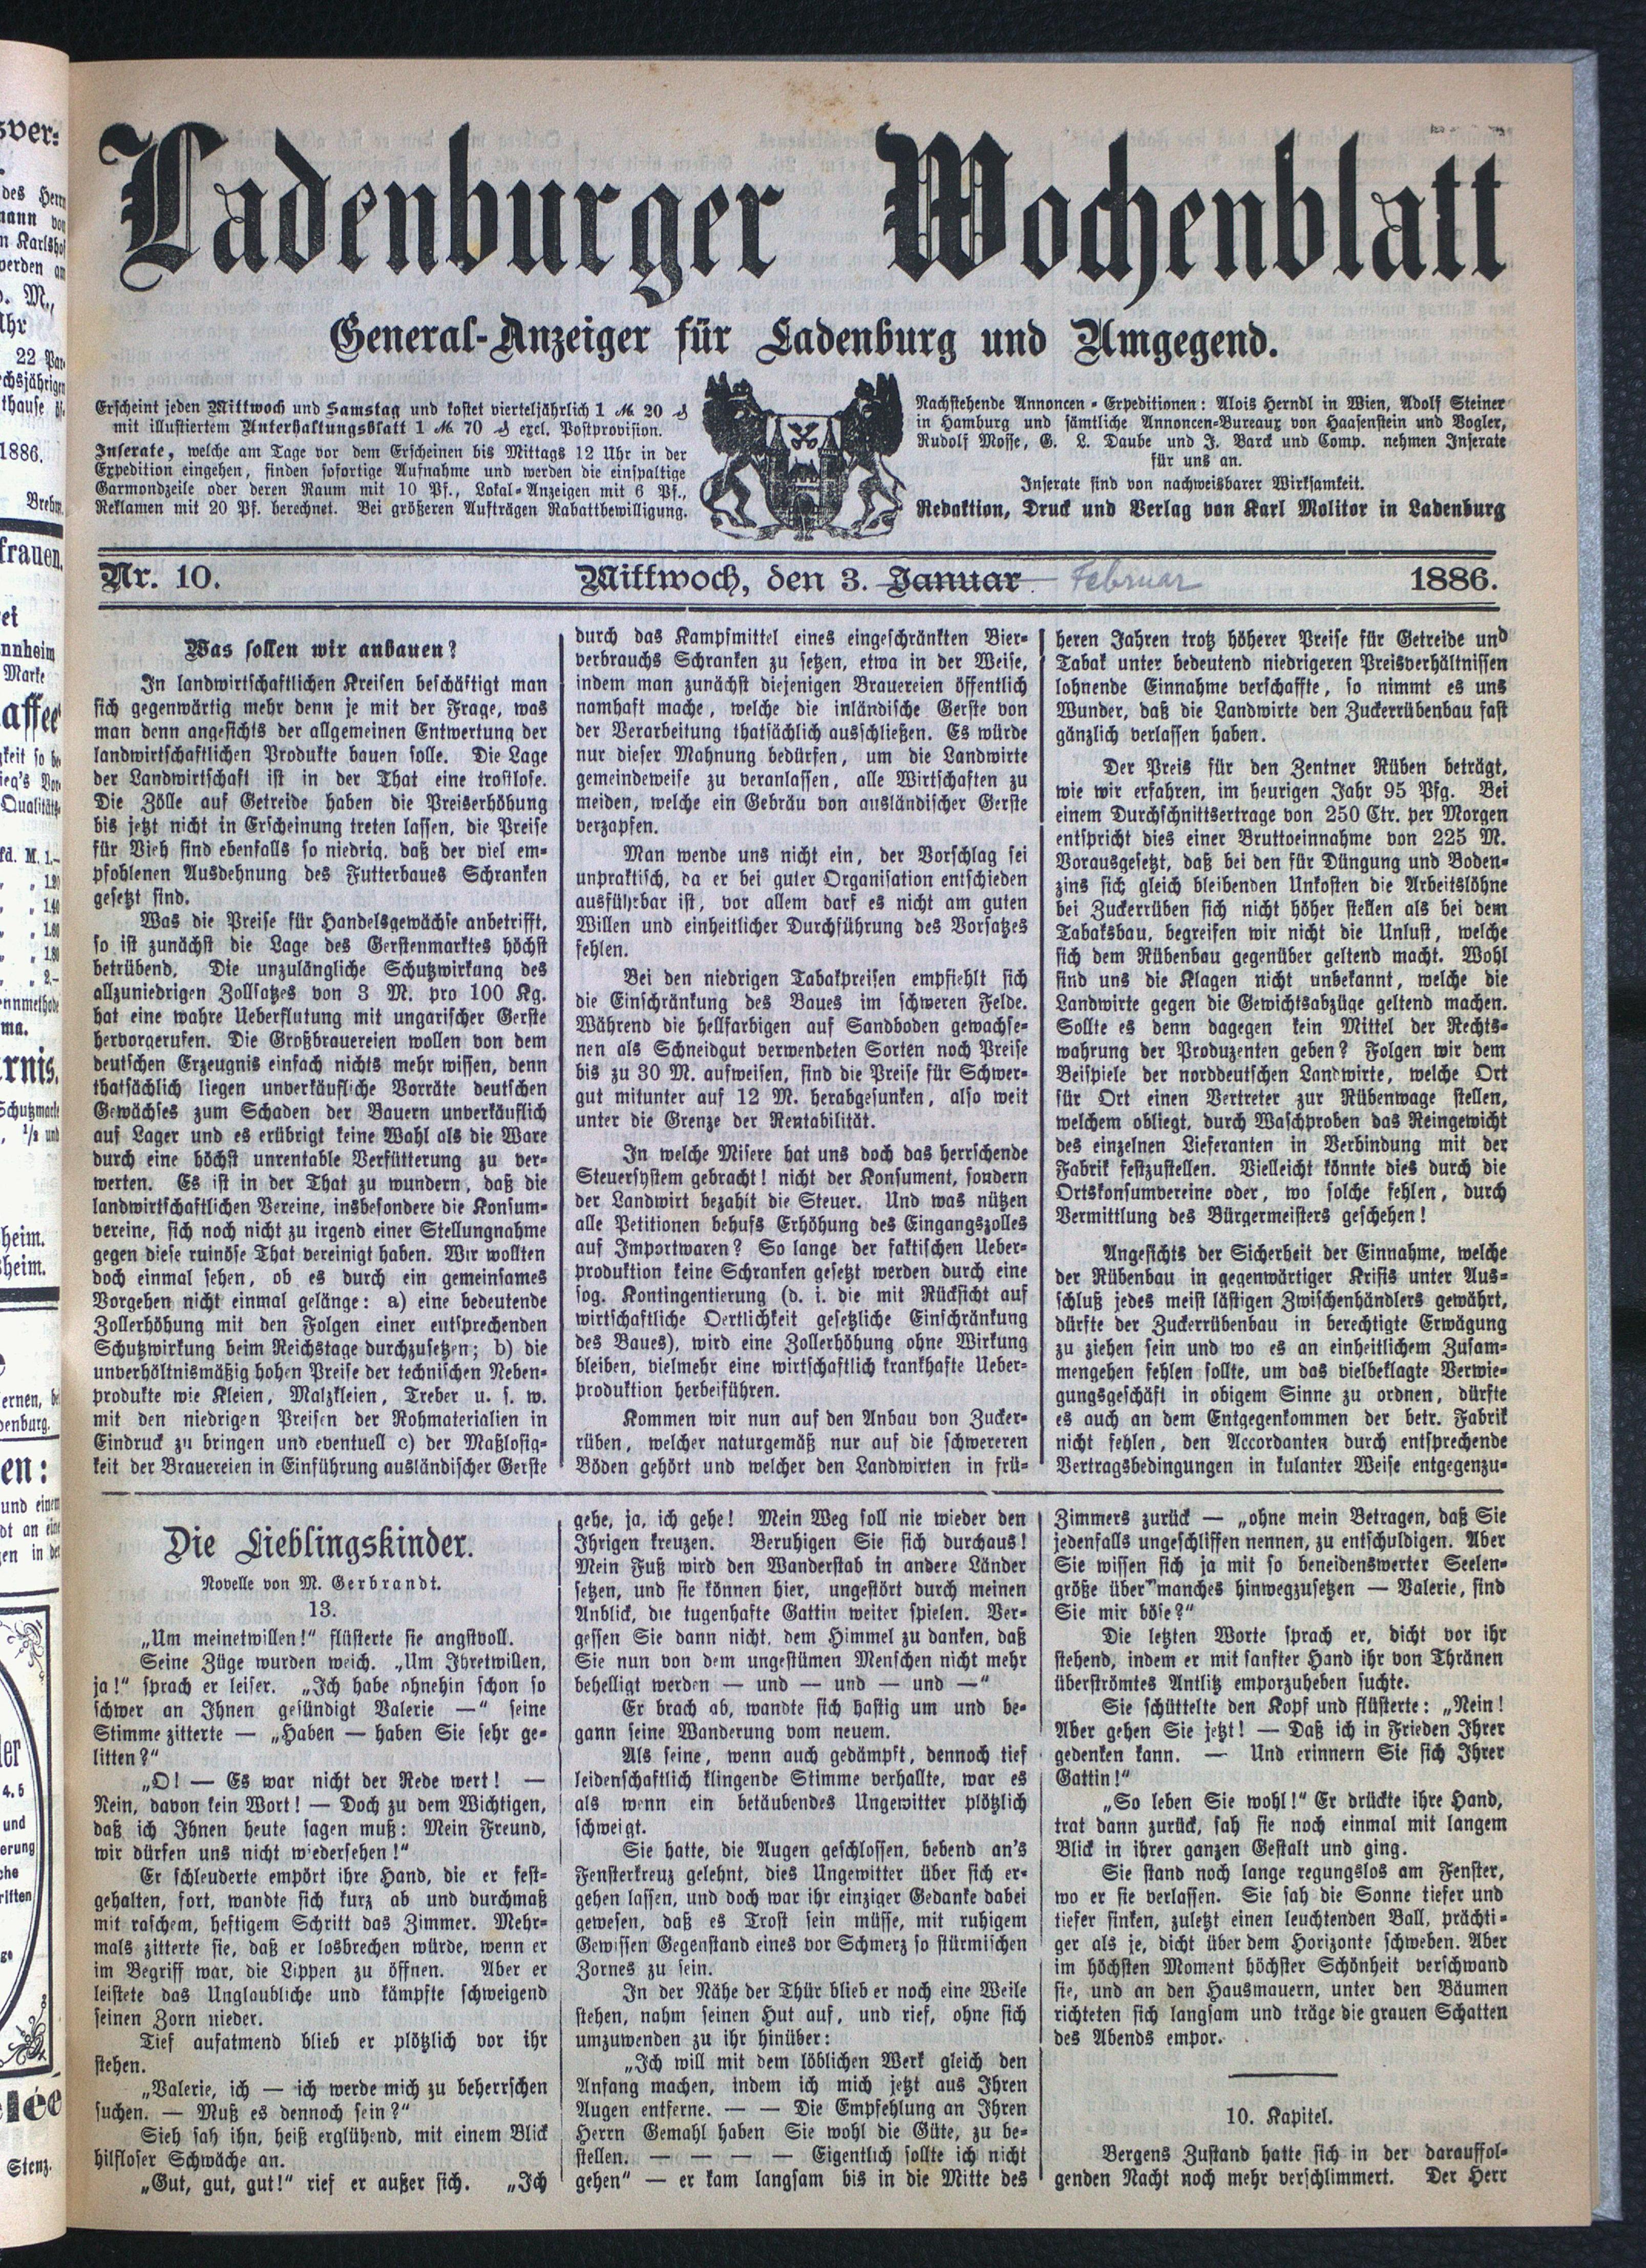 Ladenburger Wochenblatt
General-Anzeiger für Ladenburg und Umgegend.
Erscheint jeden Mittwoch und Samstag und kostet vierteljährlich 1 M. 20 ₰
mit illustriertem Unterhaltungsblatt 1 M. 70 ₰ excl. Postprovision.
Inserate, welche am Tage vor dem Erscheinen bis Mittags 12 Uhr in der
Expedition eingehen, finden sofortige Aufnahme und werden die einspaltige
Garmondzeile oder deren Raum mit 10 Pf., Lokal-Anzeigen mit 6 Pf.,
Reklamen mit 20 Pf. berechnet. Bei größeren Aufträgen Rabattbewilligung.
Nachstehende Annoncen-Expeditionen: Alois Herndl in Wien, Adolf Steiner
in Hamburg und sämtliche Annoncen-Bureaux von Haasenstein und Vogler,
Rudolf Mosse, G. L. Daube und J. Barck und Comp. nehmen Inserate
für uns an.
Inserate sind von nachweisbarer Wirksamkeit.
Redaktion, Druck und Verlag von Karl Molitor in Ladenburg
Nr. 10. Mittwoch, den 3. Januar Februar 1886.
Was sollen wir anbauen?
In landwirtschaftlichen Kreisen beschäftigt man
sich gegenwärtig mehr denn je mit der Frage, was
man denn angesichts der allgemeinen Entwertung der
landwirtschaftlichen Produkte bauen solle. Die Lage
der Landwirtschaft ist in der That eine trostlose.
Die Zölle auf Getreide haben die Preiserhöhung
bis jetzt nicht in Erscheinung treten lassen, die Preise
für Vieh sind ebenfalls so niedrig, daß der viel em-
pfohlenen Ausdehnung des Futterbaues Schranken
gesetzt sind.
Was die Preise für Handelsgewächse anbetrifft,
so ist zunächst die Lage des Gerstenmarktes höchst
betrübend. Die unzulängliche Schutzwirkung des
allzuniedrigen Zollsatzes von 3 M. pro 100 Kg.
hat eine wahre Ueberflutung mit ungarischer Gerste
hervorgerufen. Die Großbrauereien wollen von dem
deutschen Erzeugnis einfach nichts mehr wissen, denn
thatsächlich liegen unverkäufliche Vorräte deutschen
Gewächses zum Schaden der Bauern unverkäuflich
auf Lager und es erübrigt keine Wahl als die Ware
durch eine höchst unrentable Verfütterung zu ver-
werten. Es ist in der That zu wundern, daß die
landwirtschaftlichen Vereine, insbesondere die Konsum-
vereine, sich noch nicht zu irgend einer Stellungnahme
gegen diese ruinöse That vereinigt haben. Wir wollten
doch einmal sehen, ob es durch ein gemeinsames
Vorgehen nicht einmal gelänge: a) eine bedeutende
Zollerhöhung mit den Folgen einer entsprechenden
Schutzwirkung beim Reichstage durchzusetzen; b) die
unverhältnismäßig hohen Preise der technischen Neben-
produkte wie Kleien, Malzkleien, Treber u. s. w.
mit den niedrigen Preisen der Rohmaterialien in
Eindruck zu bringen und eventuell c) der Maßlosig-
keit der Brauereien in Einführung ausländischer Gerste
durch das Kampfmittel eines eingeschränkten Bier-
verbrauchs Schranken zu setzen, etwa in der Weise,
indem man zunächst diejenigen Brauereien öffentlich
namhaft mache, welche die inländische Gerste von
der Verarbeitung thatsächlich ausschließen. Es würde
nur dieser Mahnung bedürfen, um die Landwirte
gemeindeweise zu veranlassen, alle Wirtschaften zu
meiden, welche ein Gebräu von ausländischer Gerste
verzapfen.
Man wende uns nicht ein, der Vorschlag sei
unpraktisch, da er bei guter Organisation entschieden
ausführbar ist, vor allem darf es nicht am guten
Willen und einheitlicher Durchführung des Vorsatzes
fehlen.
Bei den niedrigen Tabakpreisen empfiehlt sich
die Einschränkung des Baues im schweren Felde.
Während die hellfarbigen auf Sandboden gewachse-
nen als Schneidgut verwendeten Sorten noch Preise
bis zu 30 M. aufweisen, sind die Preise für Schwer-
gut mitunter auf 12 M. herabgesunken, also weit
unter die Grenze der Rentabilität.
In welche Misere hat uns doch das herrschende
Steuersystem gebracht! nicht der Konsument, sondern
der Landwirt bezahlt die Steuer. Und was nützen
alle Petitionen behufs Erhöhung des Eingangszolles
auf Importwaren? So lange der faktischen Ueber-
produktion keine Schranken gesetzt werden durch eine
sog. Kontingentierung (d. i. die mit Rücksicht auf
wirtschaftliche Oertlichkeit gesetzliche Einschränkung
des Baues), wird eine Zollerhöhung ohne Wirkung
bleiben, vielmehr eine wirtschaftlich krankhafte Ueber-
produktion herbeiführen.
Kommen wir nun auf den Anbau von Zucker-
rüben, welcher naturgemäß nur auf die schwereren
Böden gehört und welcher den Landwirten in frü-
heren Jahren trotz höherer Preise für Getreide und
Tabak unter bedeutend niedrigeren Preisverhältnissen
lohnende Einnahme verschaffte, so nimmt es uns
Wunder, daß die Landwirte den Zuckerrübenbau fast
gänzlich verlassen haben.
Der Preis für den Zentner Rüben beträgt,
wie wir erfahren, im heurigen Jahr 95 Pfg. Bei
einem Durchschnittsertrage von 250 Ctr. per Morgen
entspricht dies einer Bruttoeinnahme von 225 M.
Vorausgesetzt, daß bei den für Düngung und Boden-
zins sich gleich bleibenden Unkosten die Arbeitslöhne
bei Zuckerrüben sich nicht höher stellen als bei dem
Tabaksbau, begreifen wir nicht die Unlust, welche
sich dem Rübenbau gegenüber geltend macht. Wohl
sind uns die Klagen nicht unbekannt, welche die
Landwirte gegen die Gewichtsabzüge geltend machen.
Sollte es denn dagegen kein Mittel der Rechts-
wahrung der Produzenten geben? Folgen wir dem
Beispiele der norddeutschen Landwirte, welche Ort
für Ort einen Vertreter zur Rübenwage stellen,
welchem obliegt, durch Waschproben das Reingewicht
des einzelnen Lieferanten in Verbindung mit der
Fabrik festzustellen. Vielleicht könnte dies durch die
Ortskonsumvereine oder, wo solche fehlen, durch
Vermittlung des Bürgermeisters geschehen!
Angesichts der Sicherheit der Einnahme, welche
der Rübenbau in gegenwärtiger Krisis unter Aus-
schluß jedes meist lästigen Zwischenhändlers gewährt,
dürfte der Zuckerrübenbau in berechtigte Erwägung
zu ziehen sein und wo es an einheitlichem Zusam-
mengehen fehlen sollte, um das vielbeklagte Verwie-
gungsgeschäft in obigem Sinne zu ordnen, dürfte
es auch an dem Entgegenkommen der betr. Fabrik
nicht fehlen, den Accordanten durch entsprechende
Vertragsbedingungen in kulanter Weise entgegenzu-
Die Lieblingskinder.
Novelle von M. Gerbrandt.
13.
„Um meinetwillen!“ flüsterte sie angstvoll.
Seine Züge wurden weich. „Um Ihretwillen,
ja!“ sprach er leiser. „Ich habe ohnehin schon so
schwer an Ihnen gesündigt Valerie —“ seine
Stimme zitterte — „Haben — haben Sie sehr ge-
litten?“
„O! — Es war nicht der Rede wert! —
Nein, davon kein Wort! — Doch zu dem Wichtigen,
daß ich Ihnen heute sagen muß: Mein Freund,
wir dürfen uns nicht wiedersehen!“
Er schleuderte empört ihre Hand, die er fest-
gehalten, fort, wandte sich kurz ab und durchmaß
mit raschem, heftigem Schritt das Zimmer. Mehr-
mals zitterte sie, daß er losbrechen würde, wenn er
im Begriff war, die Lippen zu öffnen. Aber er
leistete das Unglaubliche und kämpfte schweigend
seinen Zorn nieder.
Tief aufatmend blieb er plötzlich vor ihr
stehen.
„Valerie, ich — ich werde mich zu beherrschen
suchen. — Muß es dennoch sein?“
Sieh sah ihn, heiß erglühend, mit einem Blick
hilfloser Schwäche an.
„Gut, gut, gut!“ rief er außer sich. „Ich
gehe, ja, ich gehe! Mein Weg soll nie wieder den
Ihrigen kreuzen. Beruhigen Sie sich durchaus!
Mein Fuß wird den Wanderstab in andere Länder
setzen, und sie können hier, ungestört durch meinen
Anblick, die tugenhafte Gattin weiter spielen. Ver-
gessen Sie dann nicht, dem Himmel zu danken, daß
Sie nun von dem ungestümen Menschen nicht mehr
behelligt werden — und — und — und —“
Er brach ab, wandte sich hastig um und be-
gann seine Wanderung vom neuem.
Als seine, wenn auch gedämpft, dennoch tief
leidenschaftlich klingende Stimme verhallte, war es
als wenn ein betäubendes Ungewitter plötzlich
schweigt.
Sie hatte, die Augen geschlossen, bebend an's
Fensterkreuz gelehnt, dies Ungewitter über sich er-
gehen lassen, und doch war ihr einziger Gedanke dabei
gewesen, daß es Trost sein müsse, mit ruhigem
Gewissen Gegenstand eines vor Schmerz so stürmischen
Zornes zu sein.
In der Nähe der Thür blieb er noch eine Weile
stehen, nahm seinen Hut auf, und rief, ohne sich
umzuwenden zu ihr hinüber:
„Ich will mit dem löblichen Werk gleich den
Anfang machen, indem ich mich jetzt aus Ihren
Augen entferne. — — Die Empfehlung an Ihren
Herrn Gemahl haben Sie wohl die Güte, zu be-
stellen. — — — — Eigentlich sollte ich nicht
gehen“ — er kam langsam bis in die Mitte des
Zimmers zurück — „ohne mein Betragen, daß Sie
jedenfalls ungeschliffen nennen, zu entschuldigen. Aber
Sie wissen sich ja mit so beneidenswerter Seelen-
größe über manches hinwegzusetzen — Valerie, sind
Sie mir böse?“
Die letzten Worte sprach er, dicht vor ihr
stehend, indem er mit sanfter Hand ihr von Thränen
überströmtes Antlitz emporzuheben suchte.
Sie schüttelte den Kopf und flüsterte: „Nein!
Aber gehen Sie jetzt! — Daß ich in Frieden Ihrer
gedenken kann. — Und erinnern Sie sich Ihrer
Gattin!“
„So leben Sie wohl!“ Er drückte ihre Hand,
trat dann zurück, sah sie noch einmal mit langem
Blick in ihrer ganzen Gestalt und ging.
Sie stand noch lange regungslos am Fenster,
wo er sie verlassen. Sie sah die Sonne tiefer und
tiefer sinken, zuletzt einen leuchtenden Ball, prächti-
ger als je, dicht über dem Horizonte schweben. Aber
im höchsten Moment höchster Schönheit verschwand
sie, und an den Hausmauern, unter den Bäumen
richteten sich langsam und träge die grauen Schatten
des Abends empor.
10. Kapitel.
Bergens Zustand hatte sich in der darauffol-
genden Nacht noch mehr verschlimmert. Der Herr